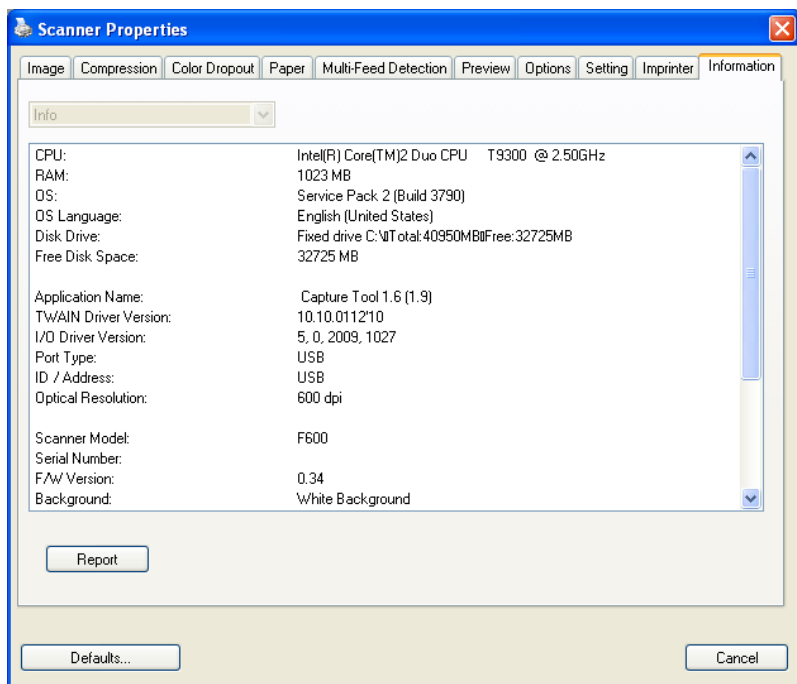 Scanner Properties
Image Compression Color Dropout Paper Multi-Feed Detection Preview Options Setting Imprinter Information
Info
CPU: Intel(R) Core(TM)2 Duo CPU T9300 @ 2.50GHz
RAM: 1023 MB
OS: Service Pack 2 (Build 3790)
OS Language: English (United States)
Disk Drive: Fixed drive C:\▯Total:40950MB▯Free:32725MB
Free Disk Space: 32725 MB
Application Name: Capture Tool 1.6 (1.9)
TWAIN Driver Version: 10.10.0112'10
I/O Driver Version: 5, 0, 2009, 1027
Port Type: USB
ID / Address: USB
Optical Resolution: 600 dpi
Scanner Model: F600
Serial Number:
F/W Version: 0.34
Background: White Background
Report
Defaults... Cancel